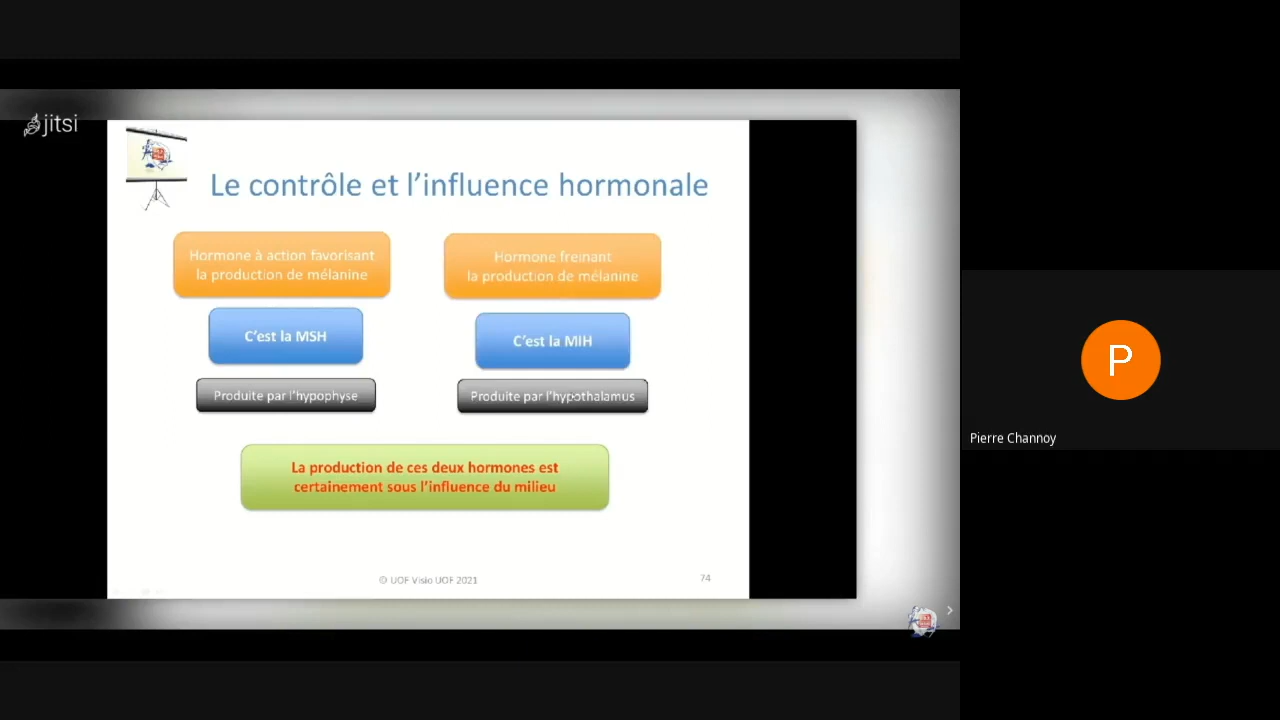 jitsi
Le contrôle et l'influence hormonale
Hormone à action favorisant
la production de mélanine
Hormone freinant
la production de mélanine
C'est la MSH
C'est la MIH
Produite par l'hypophyse
Produite par l'hypothalamus
La production de ces deux hormones est
certainement sous l'influence du milieu
© UOF Visio UOF 2021
74
P
Pierre Channoy